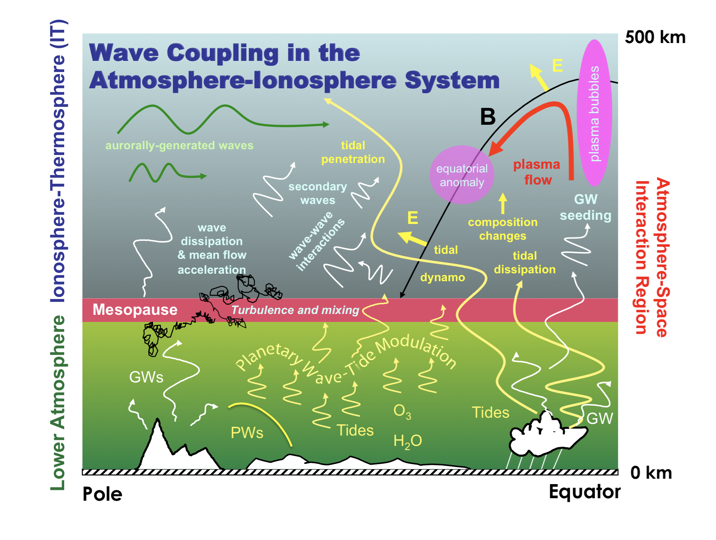 Wave Coupling in the
Atmosphere-Ionosphere System
500 km
Ionosphere-Thermosphere (IT)
Lower Atmosphere
Atmosphere-Space
Interaction Region
aurorally-generated waves
tidal
penetration
E
B
plasma bubbles
equatorial
anomaly
plasma
flow
secondary
waves
GW
seeding
wave
dissipation
& mean flow
acceleration
wave-wave
interactions
E
composition
changes
tidal
dynamo
tidal
dissipation
Mesopause
Turbulence and mixing
Planetary Wave-Tide Modulation
GWs
PWs
Tides
O3
H2O
Tides
GW
0 km
Pole
Equator